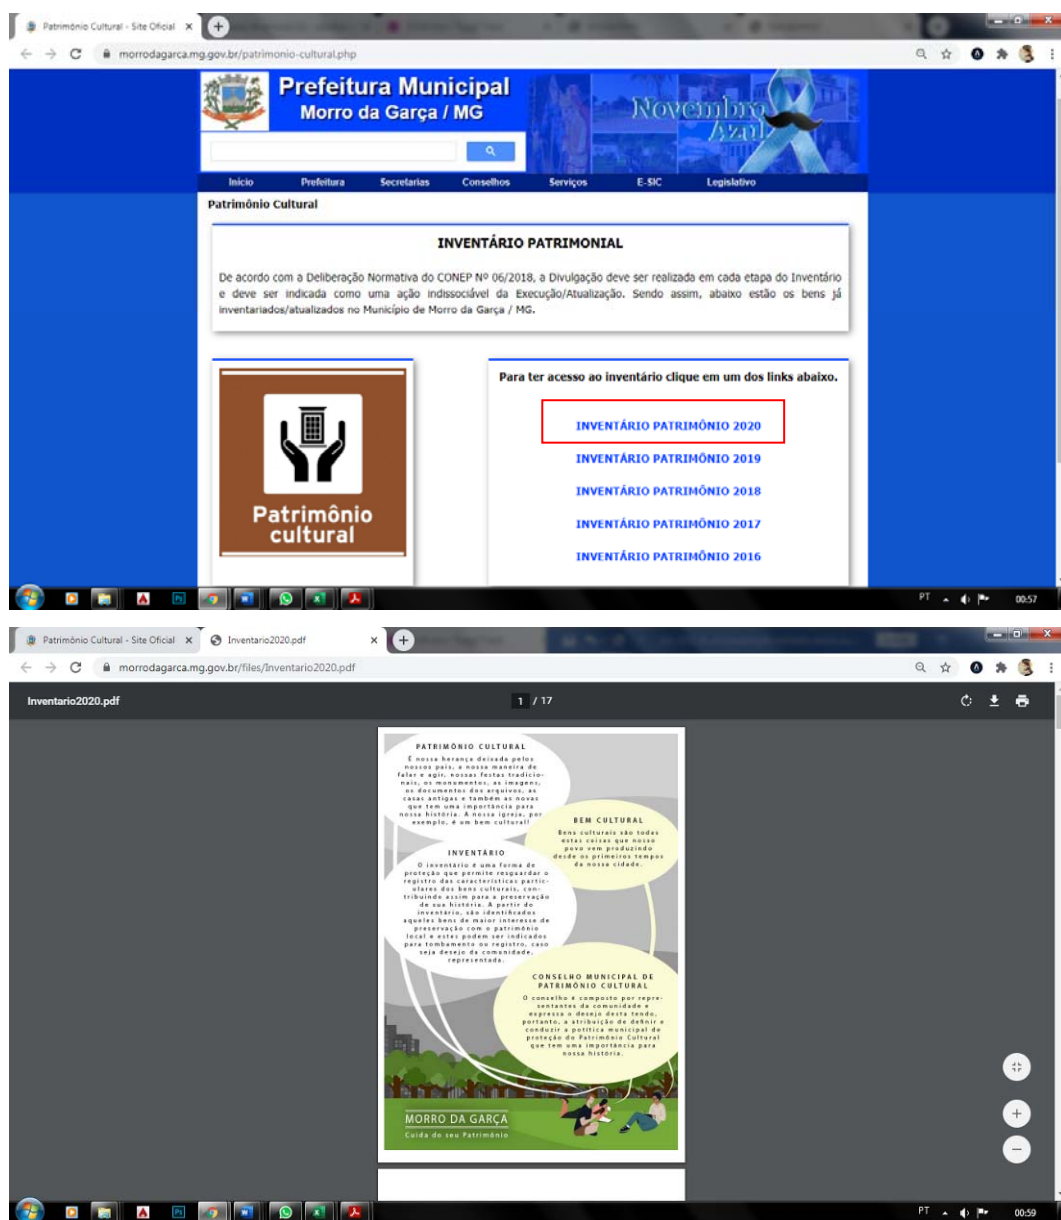 Patrimônio Cultural - Site Oficial
morrodagarca.mg.gov.br/patrimonio-cultural.php
Prefeitura Municipal
Morro da Garça / MG
Novembro
Azul
Início Prefeitura Secretarias Conselhos Serviços E-SIC Legislativo
Patrimônio Cultural
INVENTÁRIO PATRIMONIAL
De acordo com a Deliberação Normativa do CONEP Nº 06/2018, a Divulgação deve ser realizada em cada etapa do Inventário
e deve ser indicada como uma ação indissociável da Execução/Atualização. Sendo assim, abaixo estão os bens já
inventariados/atualizados no Município de Morro da Garça / MG.
Patrimônio
cultural
Para ter acesso ao inventário clique em um dos links abaixo.
INVENTÁRIO PATRIMÔNIO 2020
INVENTÁRIO PATRIMÔNIO 2019
INVENTÁRIO PATRIMÔNIO 2018
INVENTÁRIO PATRIMÔNIO 2017
INVENTÁRIO PATRIMÔNIO 2016
PT 00:57
Patrimônio Cultural - Site Oficial Inventario2020.pdf
morrodagarca.mg.gov.br/files/Inventario2020.pdf
Inventario2020.pdf 1 / 17
PATRIMÔNIO CULTURAL
É nossa herança deixada pelos
nossos pais, a nossa maneira de
falar e agir, nossas festas tradicio-
nais, os monumentos, as imagens,
os documentos dos arquivos, as
casas antigas e também as novas
que tem uma importância para
nossa história. A nossa igreja, por
exemplo, é um bem cultural!
BEM CULTURAL
Bens culturais são todas
estas coisas que nosso
povo vem produzindo
desde os primeiros tempos
da nossa cidade.
INVENTÁRIO
O inventário é uma forma de
proteção que permite resguardar o
registro das características partic-
ulares dos bens culturais, con-
tribuindo assim para a preservação
de sua história. A partir do
inventário, são identificados
aqueles bens de maior interesse de
preservação com o patrimônio
local e estes podem ser indicados
para tombamento ou registro, caso
seja desejo da comunidade,
representada.
CONSELHO MUNICIPAL DE
PATRIMÔNIO CULTURAL
O conselho é composto por repre-
sentantes da comunidade e
expressa o desejo desta tendo,
portanto, a atribuição de definir e
conduzir a política municipal de
proteção do Patrimônio Cultural
que tem uma importância para
nossa história.
MORRO DA GARÇA
Cuida do seu Patrimônio
PT 00:59